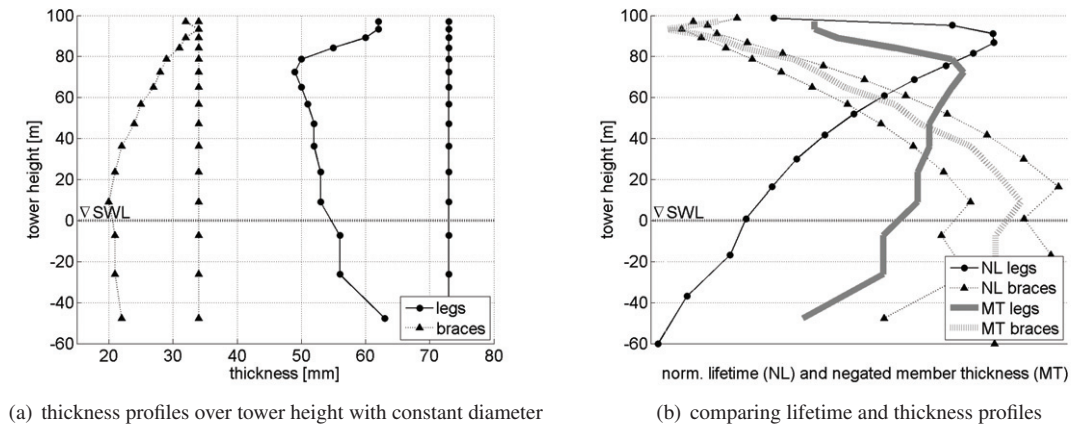 100
80
60
40
20
0
-20
-40
-60
tower height [m]
▽ SWL
legs
braces
20 30 40 50 60 70 80
thickness [mm]
(a) thickness profiles over tower height with constant diameter
100
80
60
40
20
0
-20
-40
-60
tower height [m]
▽ SWL
NL legs
NL braces
MT legs
MT braces
norm. lifetime (NL) and negated member thickness (MT)
(b) comparing lifetime and thickness profiles